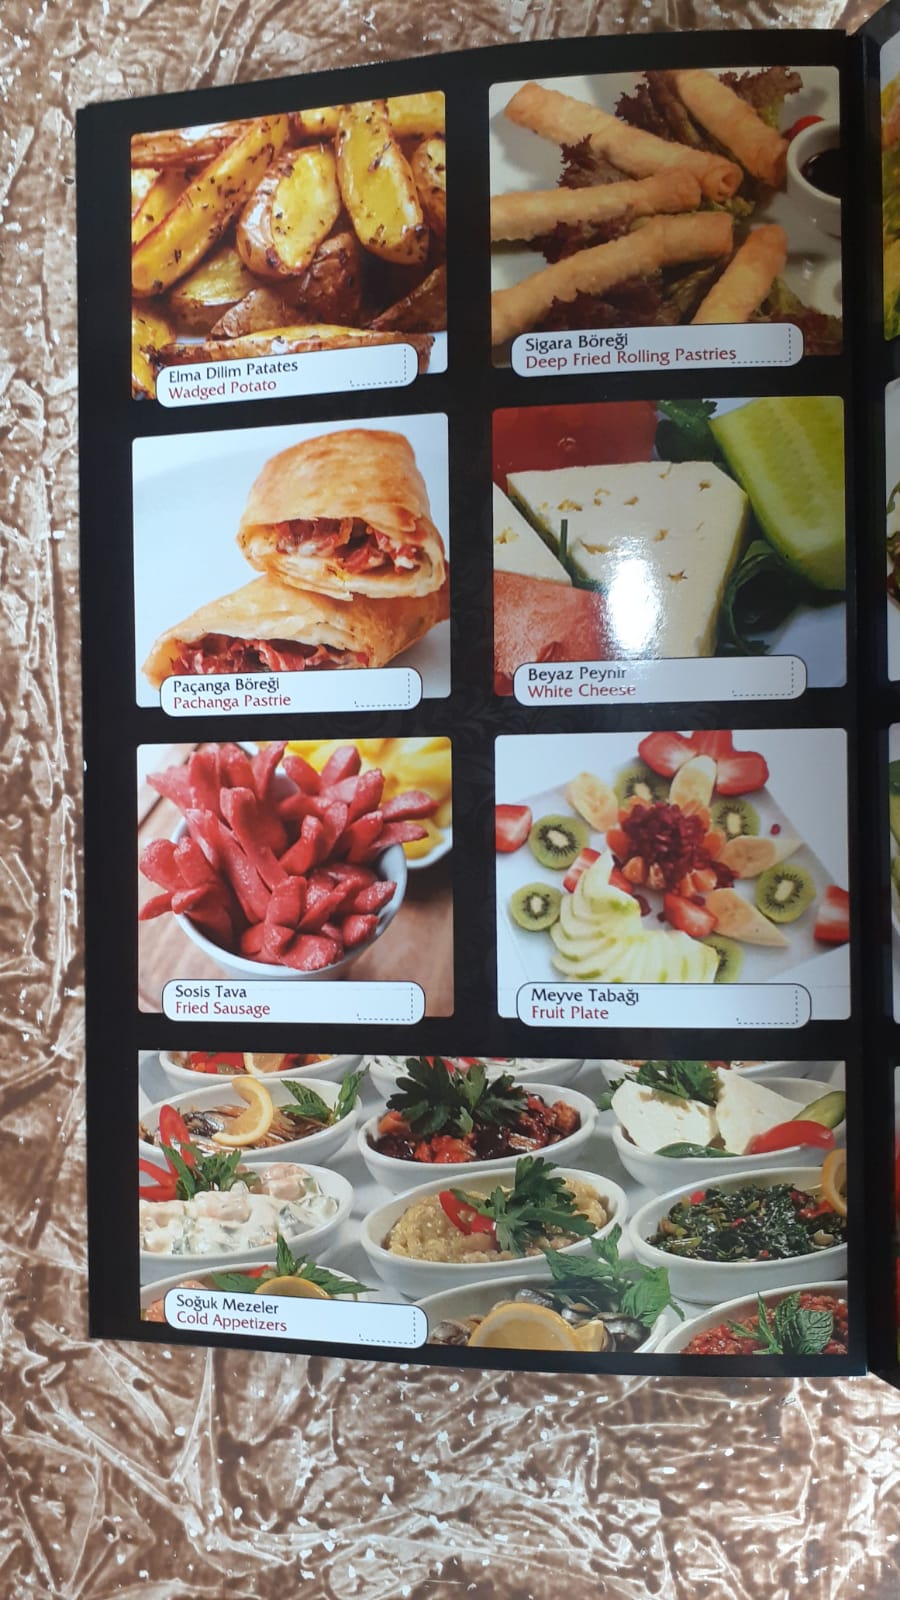 Elma Dilim Patates
Wadged Potato
Sigara Böreği
Deep Fried Rolling Pastries
Paçanga Böreği
Pachanga Pastrie
Beyaz Peynir
White Cheese
Sosis Tava
Fried Sausage
Meyve Tabağı
Fruit Plate
Soğuk Mezeler
Cold Appetizers